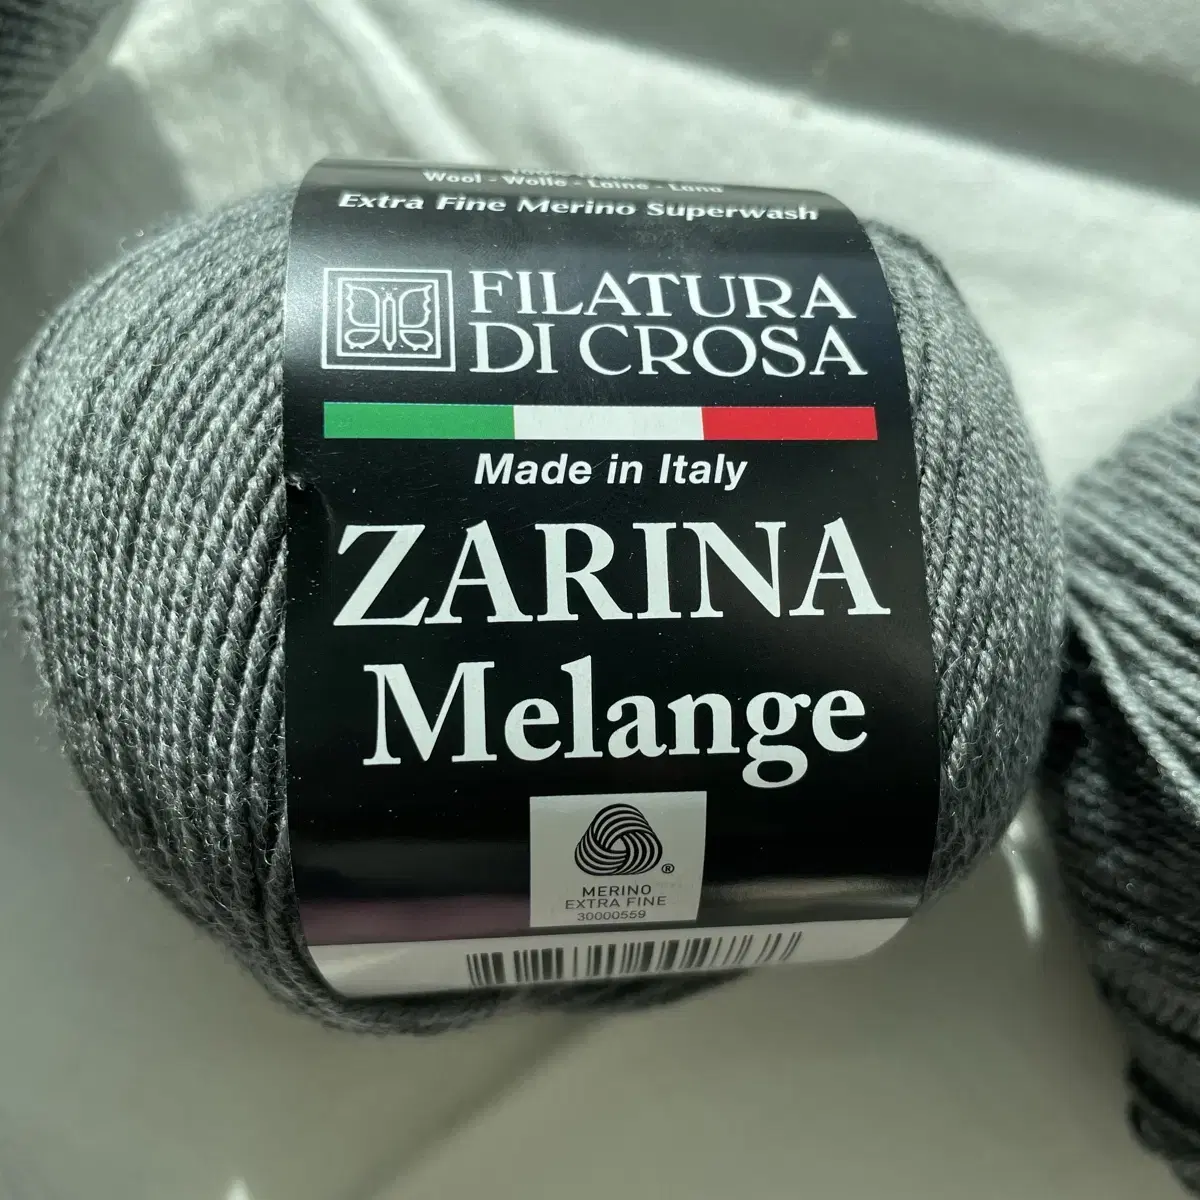 Wool - Wolle - Laine - Lana
Extra Fine Merino Superwash
FILATURA
DI CROSA
Made in Italy
ZARINA
Melange
®
MERINO
EXTRA FINE
30000559